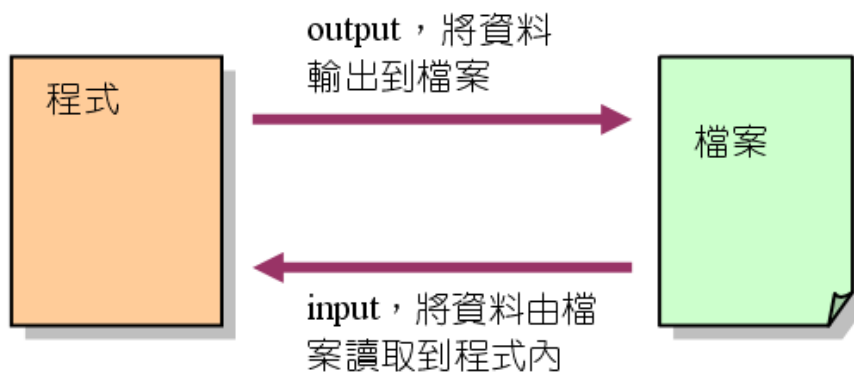 output，將資料
輸出到檔案
程式
檔案
input，將資料由檔
案讀取到程式內